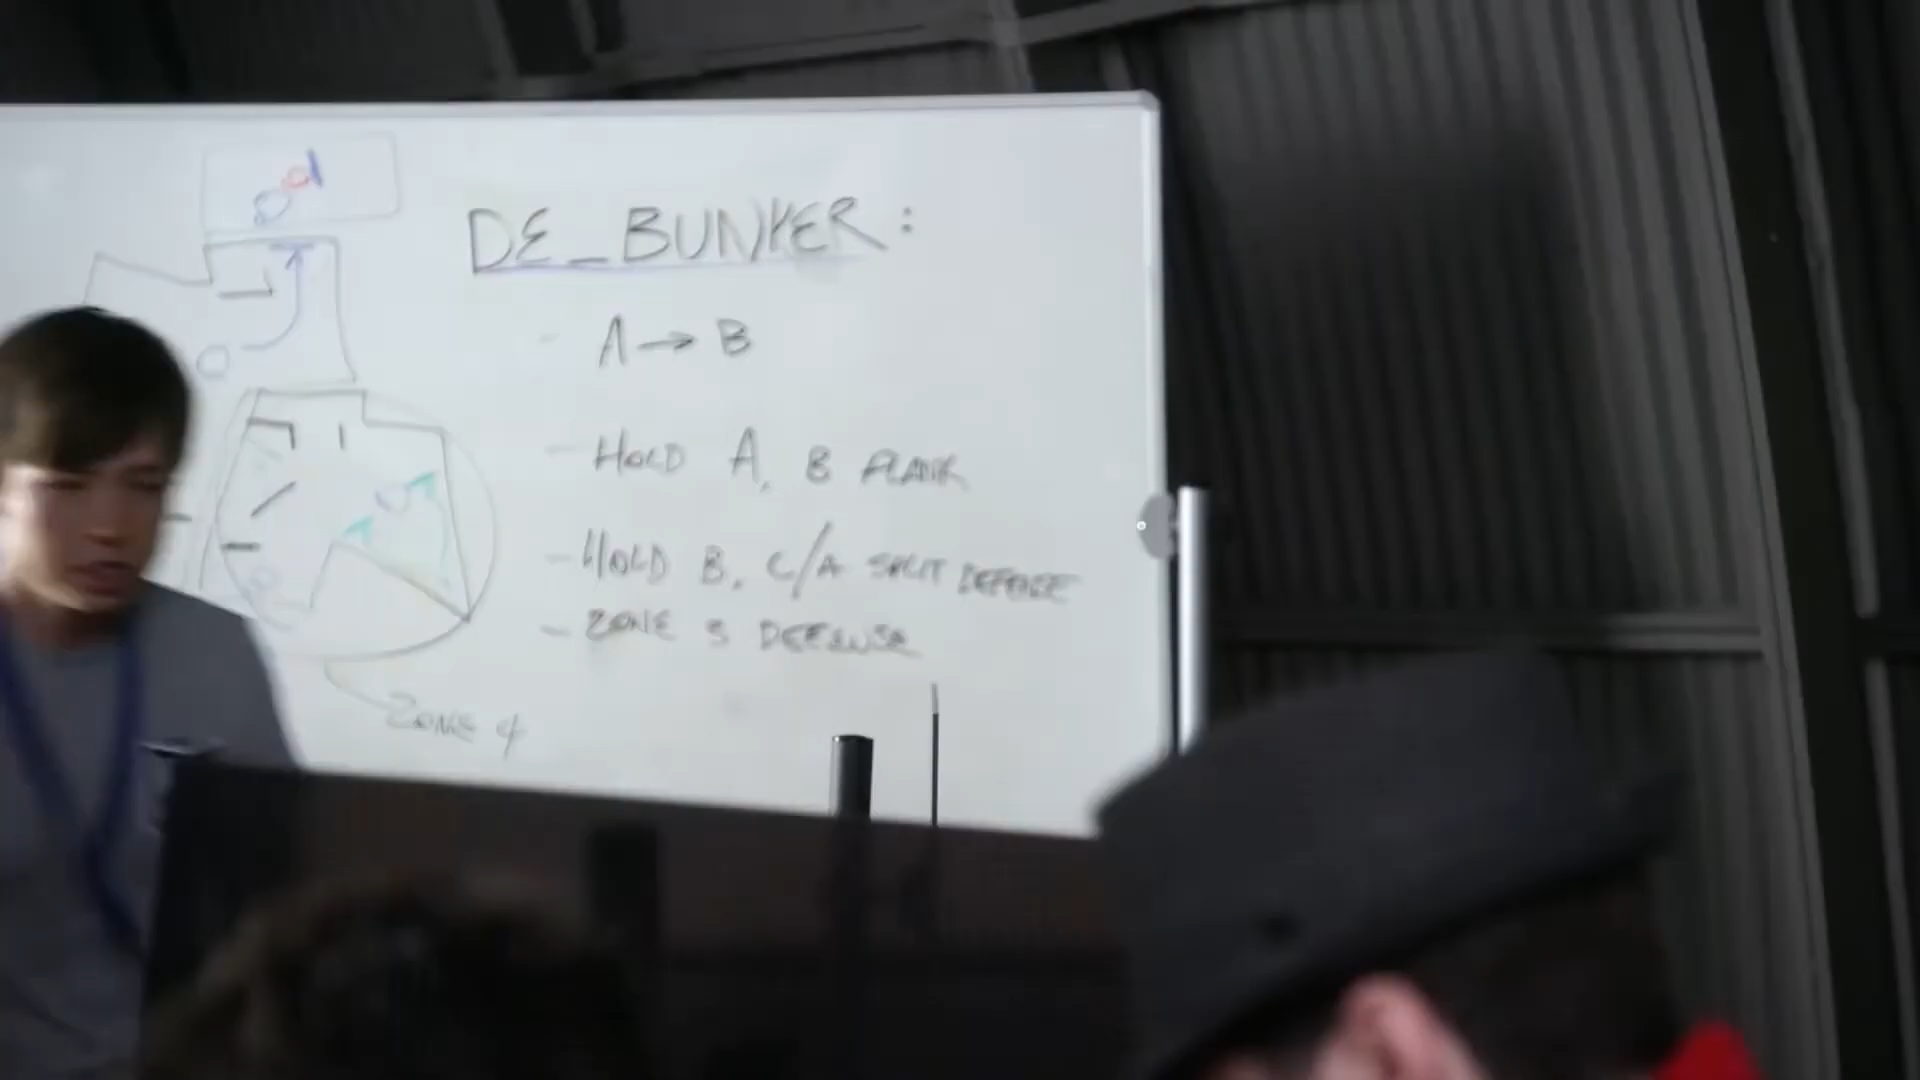 DE_BUNKER:
- A → B
- HOLD A, B FLANK
- HOLD B, C/A SPLIT DEFENSE
- ZONE 3 DEFENSE
ZONE 4